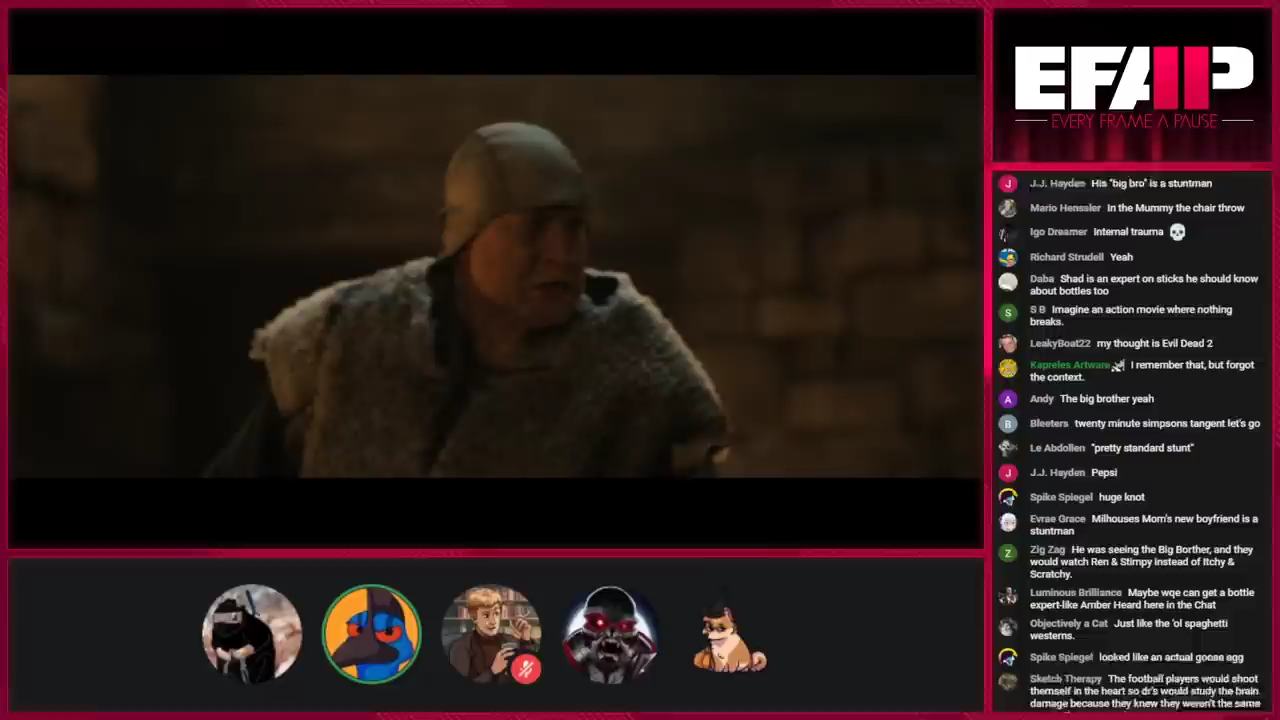 EFAP
EVERY FRAME A PAUSE
J
J.J. Hayden His "big bro" is a stuntman
Mario Henssler In the Mummy the chair throw
Igo Dreamer Internal trauma 💀
Richard Strudell Yeah
Daba Shad is an expert on sticks he should know
about bottles too
S
S B Imagine an action movie where nothing
breaks.
LeakyBoat22 my thought is Evil Dead 2
Kapreles Artware I remember that, but forgot
the context.
A
Andy The big brother yeah
B
Bleeters twenty minute simpsons tangent let's go
Le Abdollen "pretty standard stunt"
J
J.J. Hayden Pepsi
Spike Spiegel huge knot
Evrae Grace Milhouses Mom's new boyfriend is a
stuntman
Z
Zig Zag He was seeing the Big Borther, and they
would watch Ren & Stimpy instead of Itchy &
Scratchy.
Luminous Brilliance Maybe wqe can get a bottle
expert-like Amber Heard here in the Chat
Objectively a Cat Just like the 'ol spaghetti
westerns.
Spike Spiegel looked like an actual goose egg
Sketch Therapy The football players would shoot
themself in the heart so dr's would study the brain
damage because they knew they weren't the same